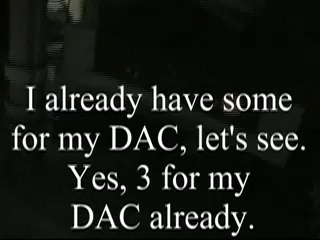 I already have some
for my DAC, let's see.
Yes, 3 for my
DAC already.